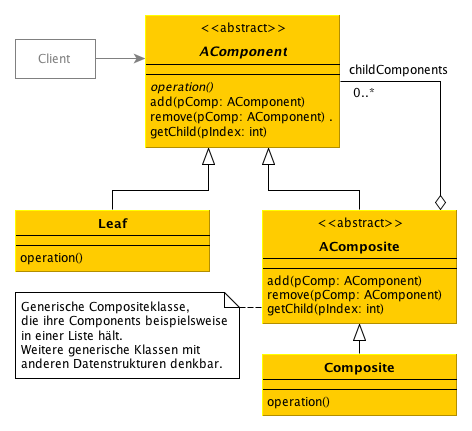 <<abstract>>
AComponent
Client
childComponents
0..*
operation()
add(pComp: AComponent)
remove(pComp: AComponent) .
getChild(pIndex: int)
Leaf
operation()
<<abstract>>
AComposite
add(pComp: AComponent)
remove(pComp: AComponent)
getChild(pIndex: int)
Generische Compositeklasse,
die ihre Components beispielsweise
in einer Liste hält.
Weitere generische Klassen mit
anderen Datenstrukturen denkbar.
Composite
operation()